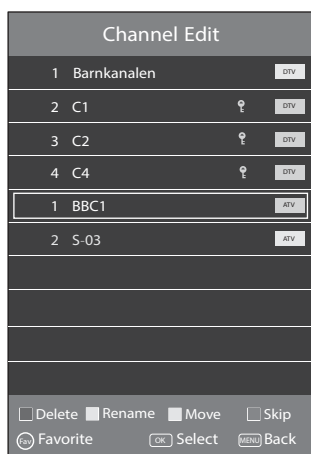 Channel Edit
1 Barnkanalen DTV
2 C1 DTV
3 C2 DTV
4 C4 DTV
1 BBC1 ATV
2 S-03 ATV
Delete Rename Move Skip
Fav Favorite OK Select MENU Back